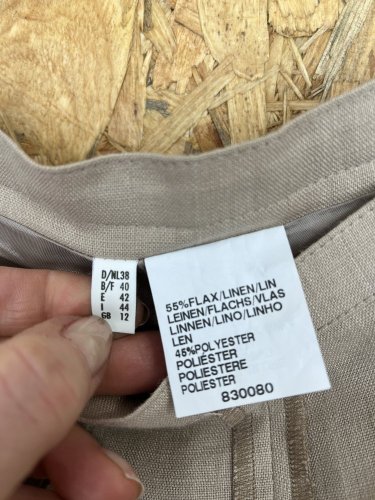 D/NL38
B/F 40
E 42
I 44
GB 12
55%FLAX/LINEN/LIN
LEINEN/FLACHS/VLAS
LINNEN/LINO/LINHO
LEN
45%POLYESTER
POLIÉSTER
POLIESTERE
POLIESTER
830080